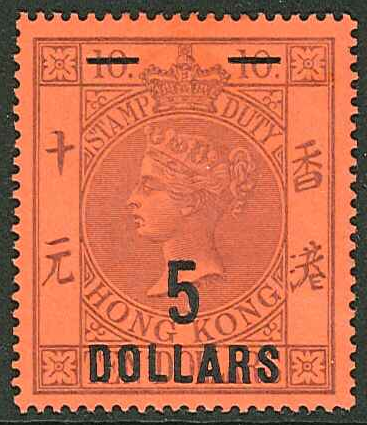 10. 10.
STAMP DUTY
十元
香港
5
HONG KONG
DOLLARS